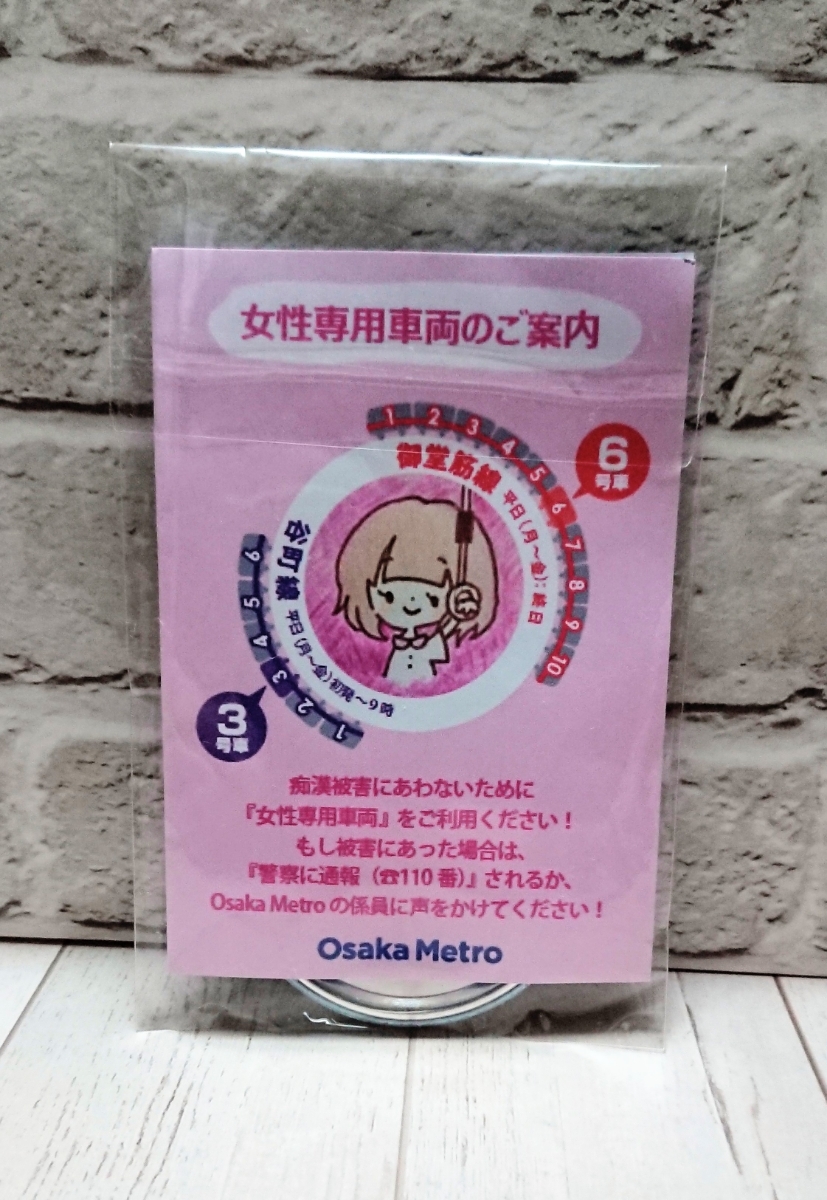 女性専用車両のご案内
1 2 3 4 5 6 7 8 9 10
6号車
御堂筋線 平日(月～金):終日
谷町線 平日(月～金)初発～9時
6 5 4 3 2 1
3号車
痴漢被害にあわないために
『女性専用車両』をご利用ください！
もし被害にあった場合は、
『警察に通報（☎110番）』されるか、
Osaka Metroの係員に声をかけてください！
Osaka Metro